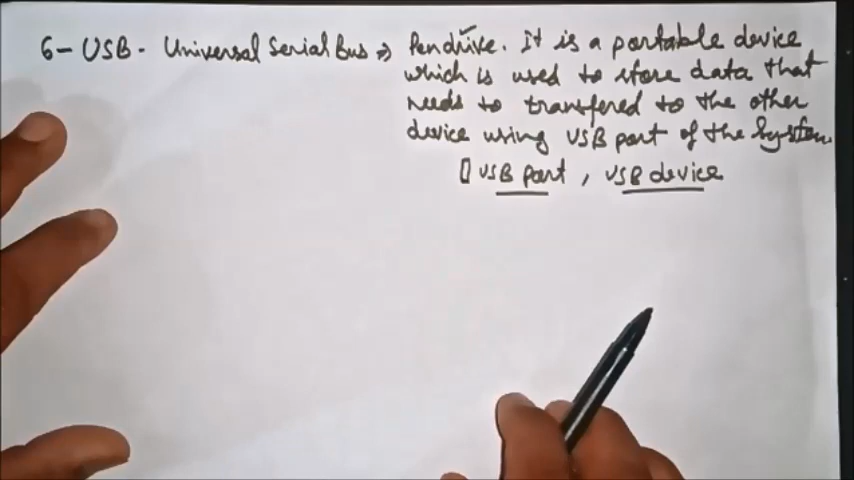 6- USB - Universal Serial Bus => Pendrive. It is a portable device
which is used to store data that
needs to transfered to the other
device using USB port of the System.
USB port, USB device